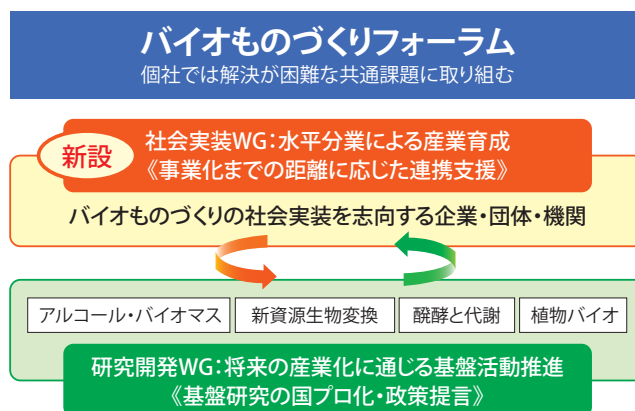 バイオものづくりフォーラム
個社では解決が困難な共通課題に取り組む
新設
社会実装WG：水平分業による産業育成
《事業化までの距離に応じた連携支援》
バイオものづくりの社会実装を志向する企業・団体・機関
アルコール・バイオマス
新資源生物変換
醗酵と代謝
植物バイオ
研究開発WG：将来の産業化に通じる基盤活動推進
《基盤研究の国プロ化・政策提言》